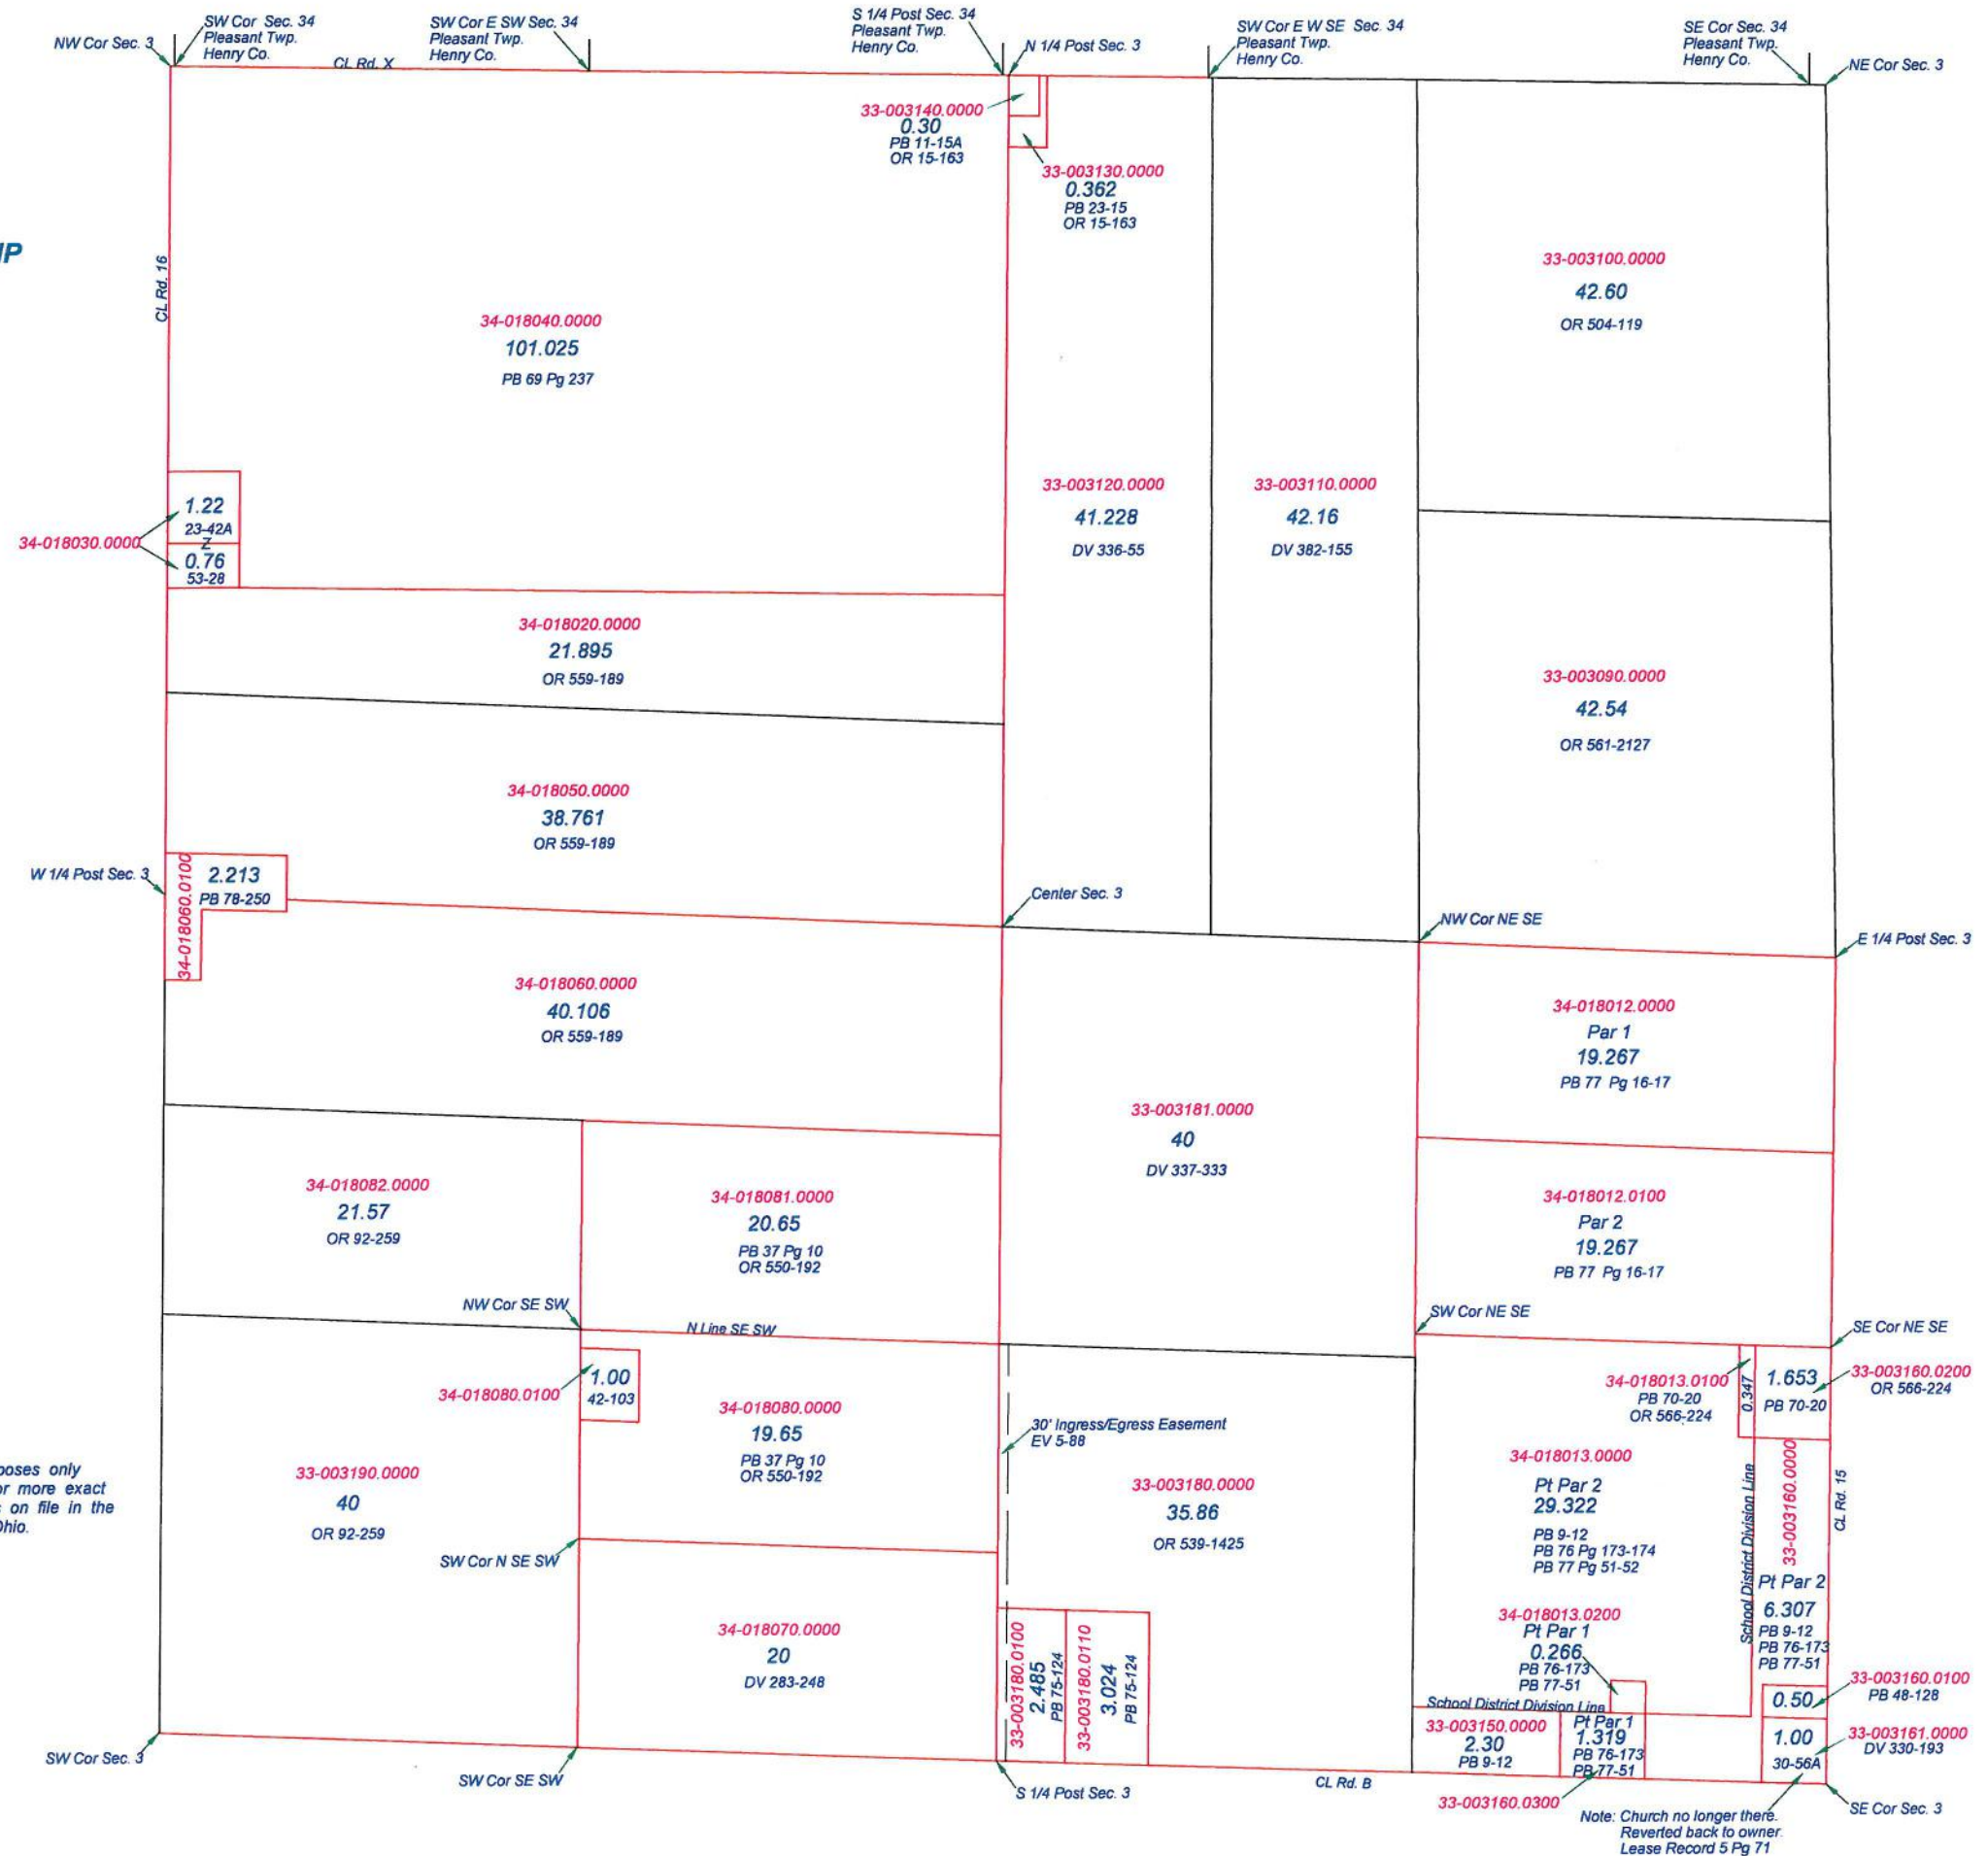 SW Cor Sec. 34
Pleasant Twp.
Henry Co.
NW Cor Sec. 3
CL Rd. X
SW Cor E SW Sec. 34
Pleasant Twp.
Henry Co.
S 1/4 Post Sec. 34
Pleasant Twp.
Henry Co.
N 1/4 Post Sec. 3
SW Cor E W SE Sec. 34
Pleasant Twp.
Henry Co.
SE Cor Sec. 34
Pleasant Twp.
Henry Co.
NE Cor Sec. 3
33-003140.0000
0.30
PB 11-15A
OR 15-163
33-003130.0000
0.362
PB 23-15
OR 15-163
IP
CL Rd. 16
34-018040.0000
101.025
PB 69 Pg 237
33-003100.0000
42.60
OR 504-119
34-018030.0000
1.22
23-42A
Z
0.76
53-28
33-003120.0000
41.228
DV 336-55
33-003110.0000
42.16
DV 382-155
34-018020.0000
21.895
OR 559-189
33-003090.0000
42.54
OR 561-2127
34-018050.0000
38.761
OR 559-189
W 1/4 Post Sec. 3
34-018060.0100
2.213
PB 78-250
Center Sec. 3
NW Cor NE SE
E 1/4 Post Sec. 3
34-018060.0000
40.106
OR 559-189
34-018012.0000
Par 1
19.267
PB 77 Pg 16-17
33-003181.0000
40
DV 337-333
34-018082.0000
21.57
OR 92-259
34-018081.0000
20.65
PB 37 Pg 10
OR 550-192
34-018012.0100
Par 2
19.267
PB 77 Pg 16-17
NW Cor SE SW
N Line SE SW
SW Cor NE SE
SE Cor NE SE
34-018080.0100
1.00
42-103
34-018080.0000
19.65
PB 37 Pg 10
OR 550-192
30' Ingress/Egress Easement
EV 5-88
34-018013.0100
PB 70-20
OR 566-224
0.347
1.653
PB 70-20
33-003160.0200
OR 566-224
poses only
or more exact
s on file in the
Ohio.
33-003190.0000
40
OR 92-259
33-003180.0000
35.86
OR 539-1425
34-018013.0000
Pt Par 2
29.322
PB 9-12
PB 76 Pg 173-174
PB 77 Pg 51-52
School District Division Line
33-003160.0000
CL Rd. 15
Pt Par 2
6.307
PB 9-12
PB 76-173
PB 77-51
SW Cor N SE SW
34-018070.0000
20
DV 283-248
33-003180.0100
2.485
PB 75-124
33-003180.0110
3.024
PB 75-124
34-018013.0200
Pt Par 1
0.266
PB 76-173
PB 77-51
School District Division Line
33-003150.0000
2.30
PB 9-12
Pt Par 1
1.319
PB 76-173
PB 77-51
33-003160.0300
0.50
33-003160.0100
PB 48-128
1.00
30-56A
33-003161.0000
DV 330-193
SW Cor Sec. 3
SW Cor SE SW
S 1/4 Post Sec. 3
CL Rd. B
SE Cor Sec. 3
Note: Church no longer there.
Reverted back to owner.
Lease Record 5 Pg 71